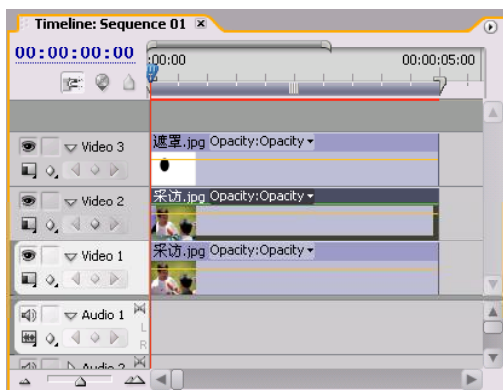 Timeline: Sequence 01
00:00:00:00
:00:00
00:00:05:00
Video 3
遮罩.jpg Opacity:Opacity
Video 2
采访.jpg Opacity:Opacity
Video 1
采访.jpg Opacity:Opacity
Audio 1
L
R
Audio 2